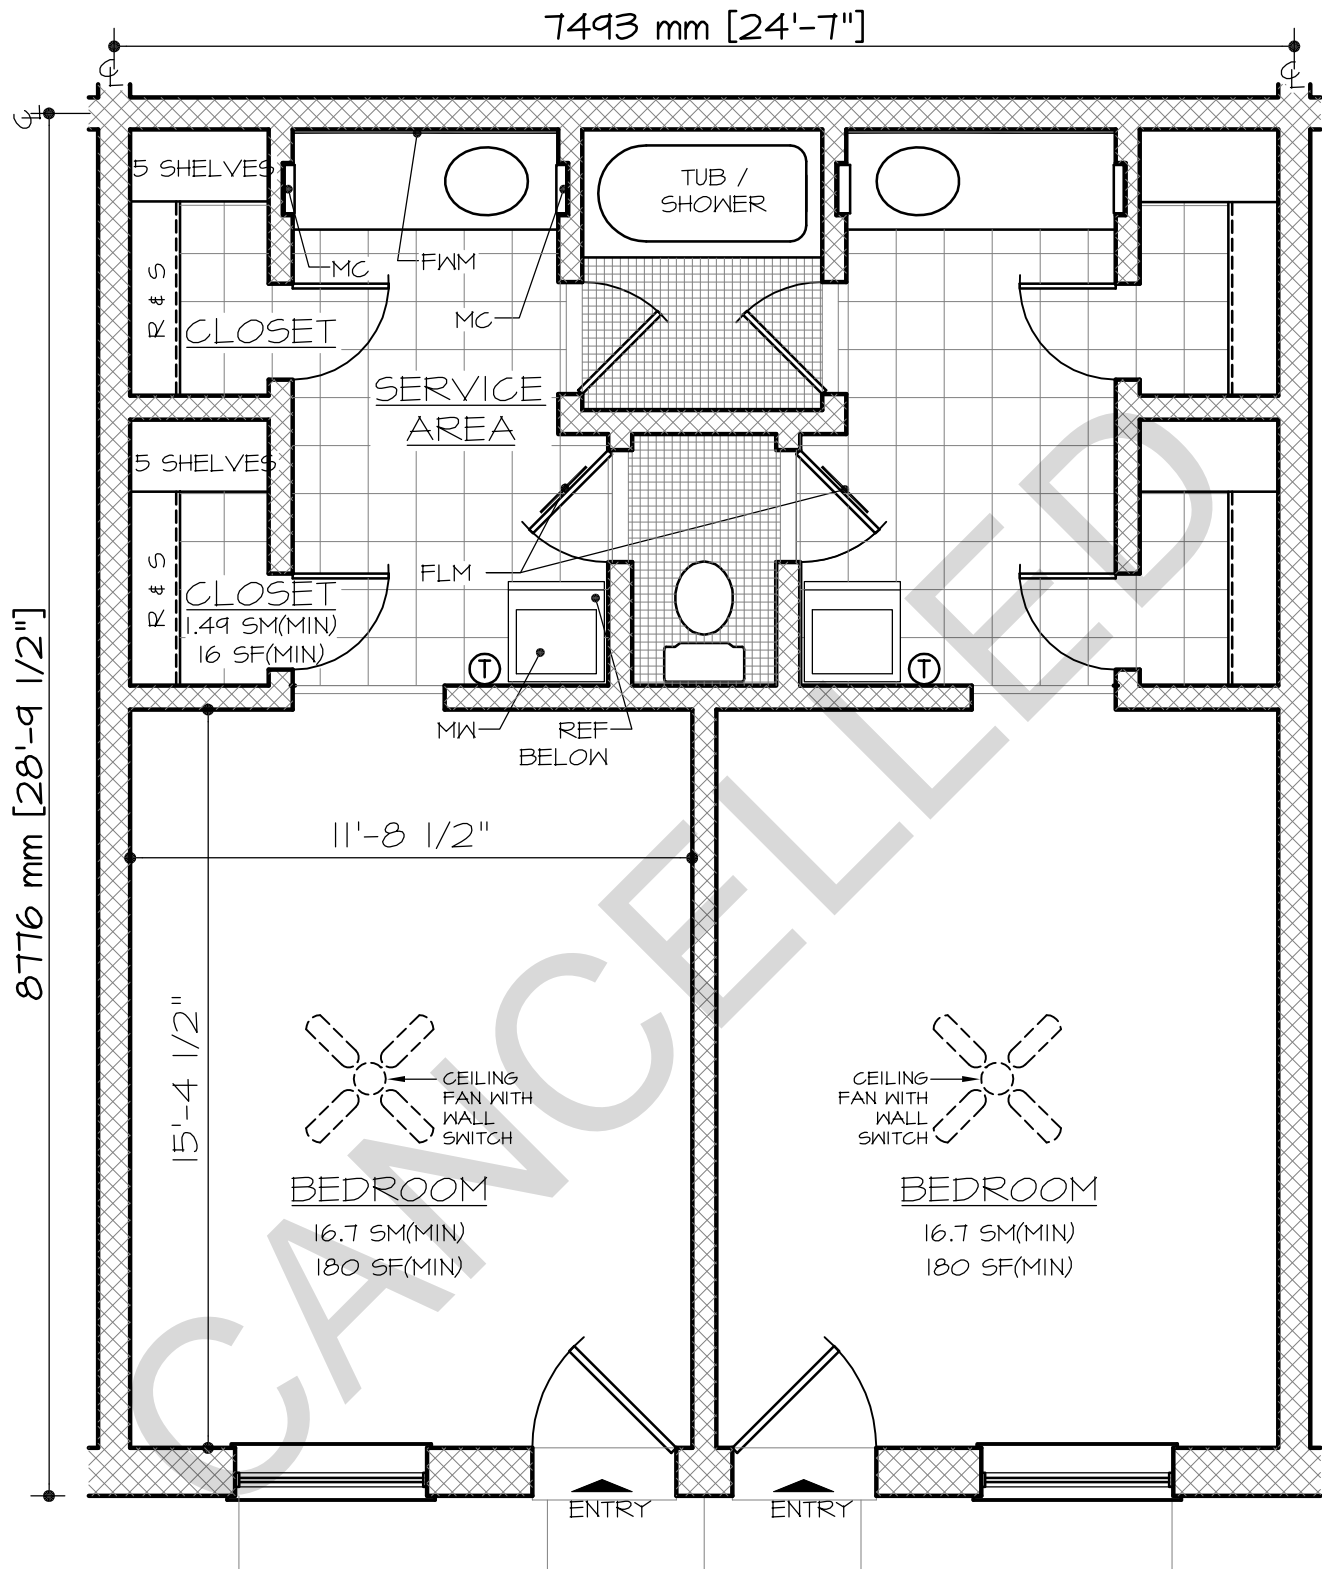 7493 mm [24'-7"]
8776 mm [28'-9 1/2"]
5 SHELVES
TUB /
SHOWER
R & S
MC
FWM
MC
CLOSET
SERVICE
AREA
5 SHELVES
R & S
FLM
CLOSET
1.49 SM(MIN)
16 SF(MIN)
T
T
MW
REF
BELOW
11'-8 1/2"
15'-4 1/2"
CEILING
FAN WITH
WALL
SWITCH
CEILING
FAN WITH
WALL
SWITCH
BEDROOM
16.7 SM(MIN)
180 SF(MIN)
BEDROOM
16.7 SM(MIN)
180 SF(MIN)
ENTRY
ENTRY
CANCELLED